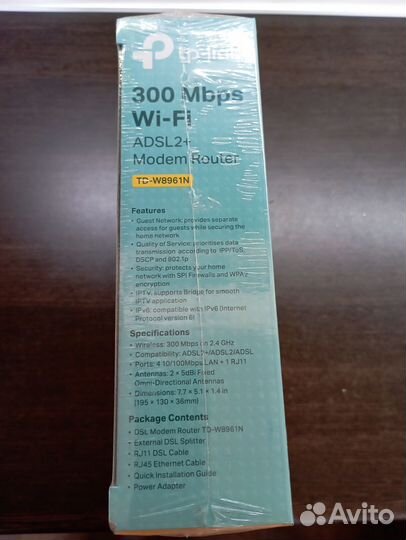 tp-link
300 Mbps
Wi-Fi
ADSL2+
Modem Router
TD-W8961N
Features
• Guest Network: provides separate
access for guests while securing the
home network
• Quality of Service: prioritises data
transmission according to IPP/ToS,
DSCP and 802.1p
• Security: protects your home
network with SPI Firewalls and WPA2
encryption
• IPTV: supports Bridge for smooth
IPTV application
• IPv6: compatible with IPv6 (Internet
Protocol version 6)
Specifications
• Wireless: 300 Mbps on 2.4 GHz
• Compatibility: ADSL2+/ADSL2/ADSL
• Ports: 4 10/100Mbps LAN + 1 RJ11
• Antennas: 2 × 5dBi Fixed
Omni-Directional Antennas
• Dimensions: 7.7 × 5.1 × 1.4 in
(195 × 130 × 36mm)
Package Contents
• DSL Modem Router TD-W8961N
• External DSL Splitter
• RJ11 DSL Cable
• RJ45 Ethernet Cable
• Quick Installation Guide
• Power Adapter
Avito